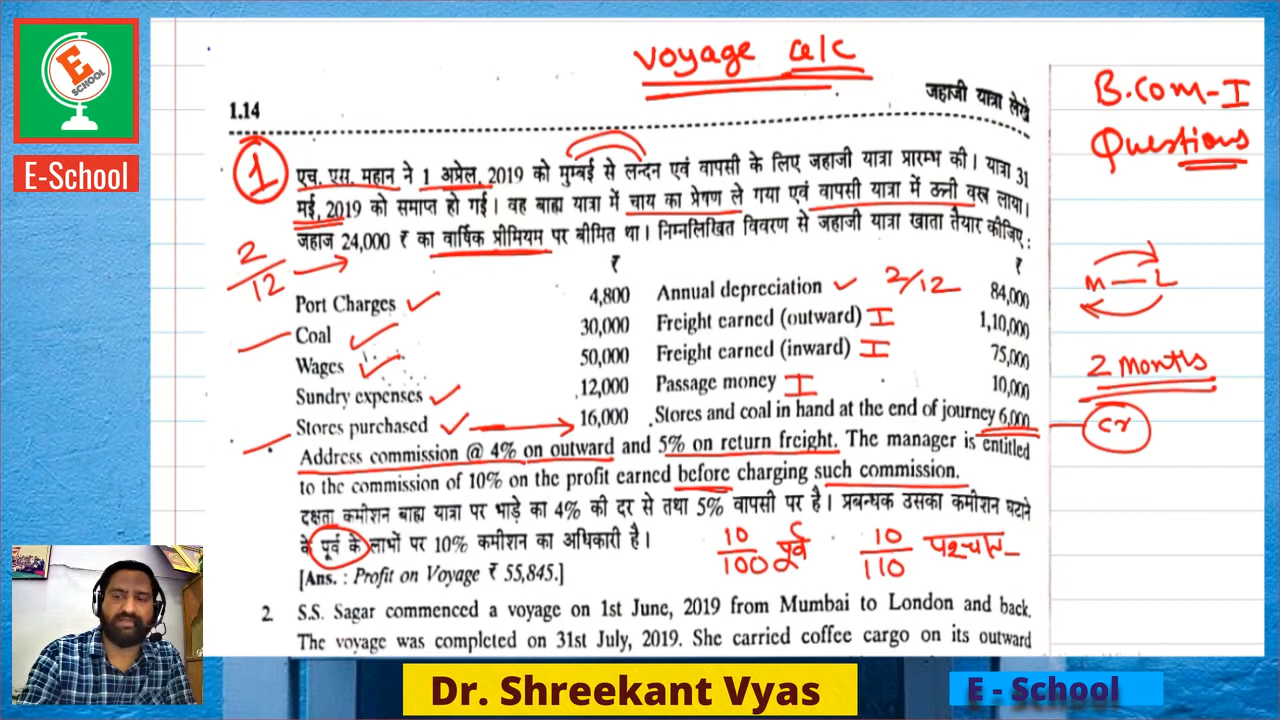 E SCHOOL
E-School
Voyage a/c
B.Com-I
Questions
1.14
जहाजी यात्रा लेखे
1
एच. एस. महान ने 1 अप्रेल, 2019 को मुम्बई से लन्दन एवं वापसी के लिए जहाजी यात्रा प्रारम्भ की। यात्रा 31
मई, 2019 को समाप्त हो गई। वह बाह्य यात्रा में चाय का प्रेषण ले गया एवं वापसी यात्रा में ऊनी वस्त्र लाया।
जहाज 24,000 ₹ का वार्षिक प्रीमियम पर बीमित था। निम्नलिखित विवरण से जहाजी यात्रा खाता तैयार कीजिए :
2/12
M — L
₹ ₹
Port Charges 4,800 Annual depreciation 2/12 84,000
Coal 30,000 Freight earned (outward) I 1,10,000
Wages 50,000 Freight earned (inward) I 75,000
Sundry expenses 12,000 Passage money I 10,000
Stores purchased 16,000 Stores and coal in hand at the end of journey 6,000
2 Months
cr
Address commission @ 4% on outward and 5% on return freight. The manager is entitled
to the commission of 10% on the profit earned before charging such commission.
दक्षता कमीशन बाह्य यात्रा पर भाड़े का 4% की दर से तथा 5% वापसी पर है। प्रबन्धक उसका कमीशन घटाने
के पूर्व के लाभों पर 10% कमीशन का अधिकारी है।
10/100 पूर्व 10/110 पश्चात
[Ans. : Profit on Voyage ₹ 55,845.]
2. S.S. Sagar commenced a voyage on 1st June, 2019 from Mumbai to London and back.
The voyage was completed on 31st July, 2019. She carried coffee cargo on its outward
Dr. Shreekant Vyas
E - School